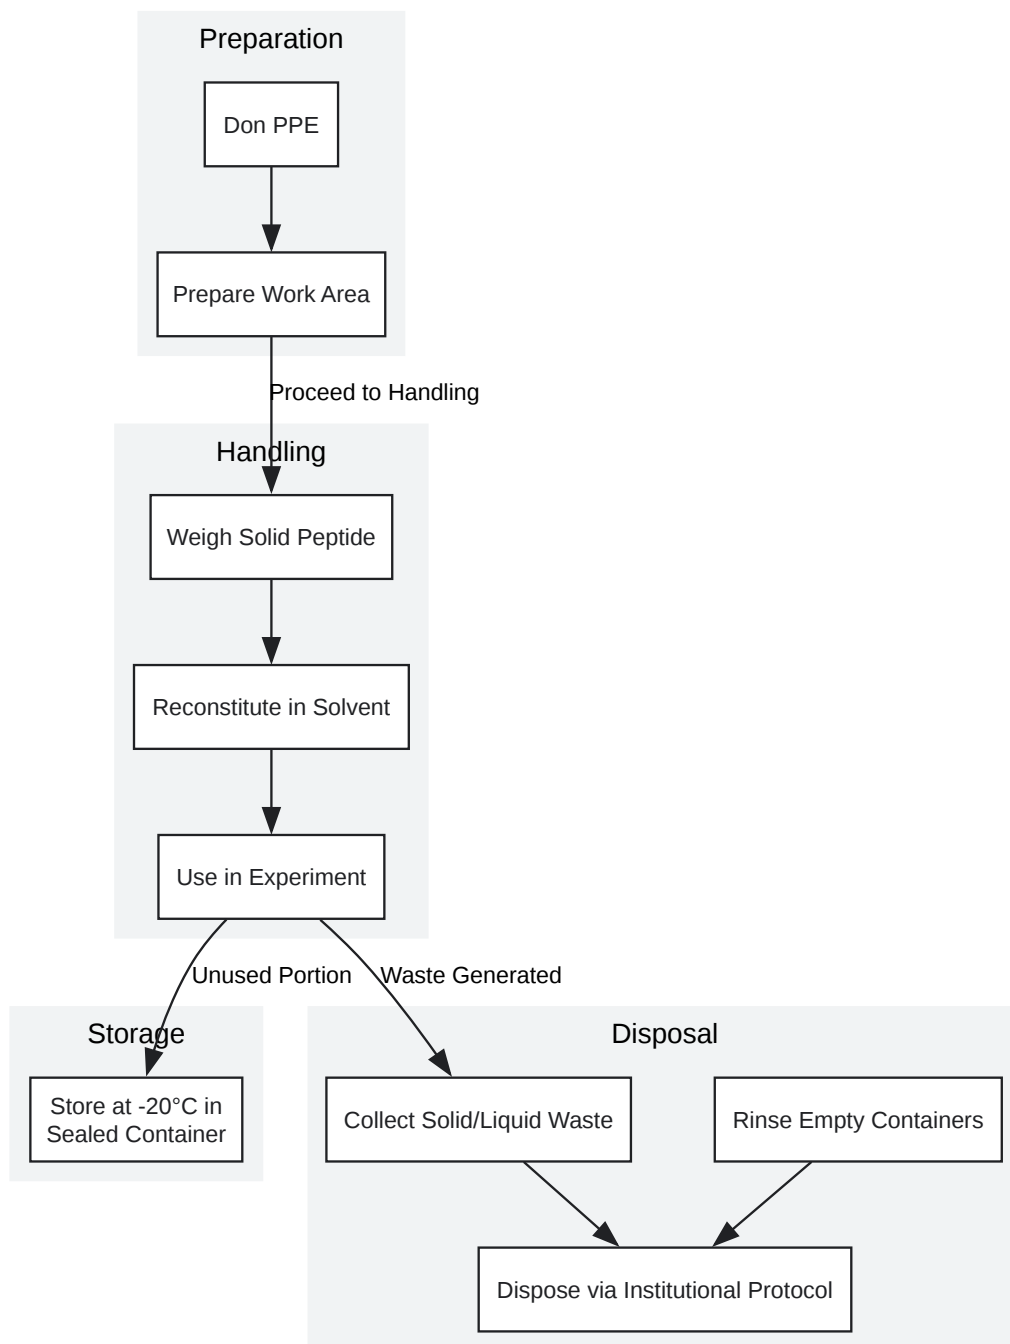 Preparation
Don PPE
Prepare Work Area
Proceed to Handling
Handling
Weigh Solid Peptide
Reconstitute in Solvent
Use in Experiment
Unused Portion
Waste Generated
Storage
Store at -20°C in
Sealed Container
Disposal
Collect Solid/Liquid Waste
Rinse Empty Containers
Dispose via Institutional Protocol